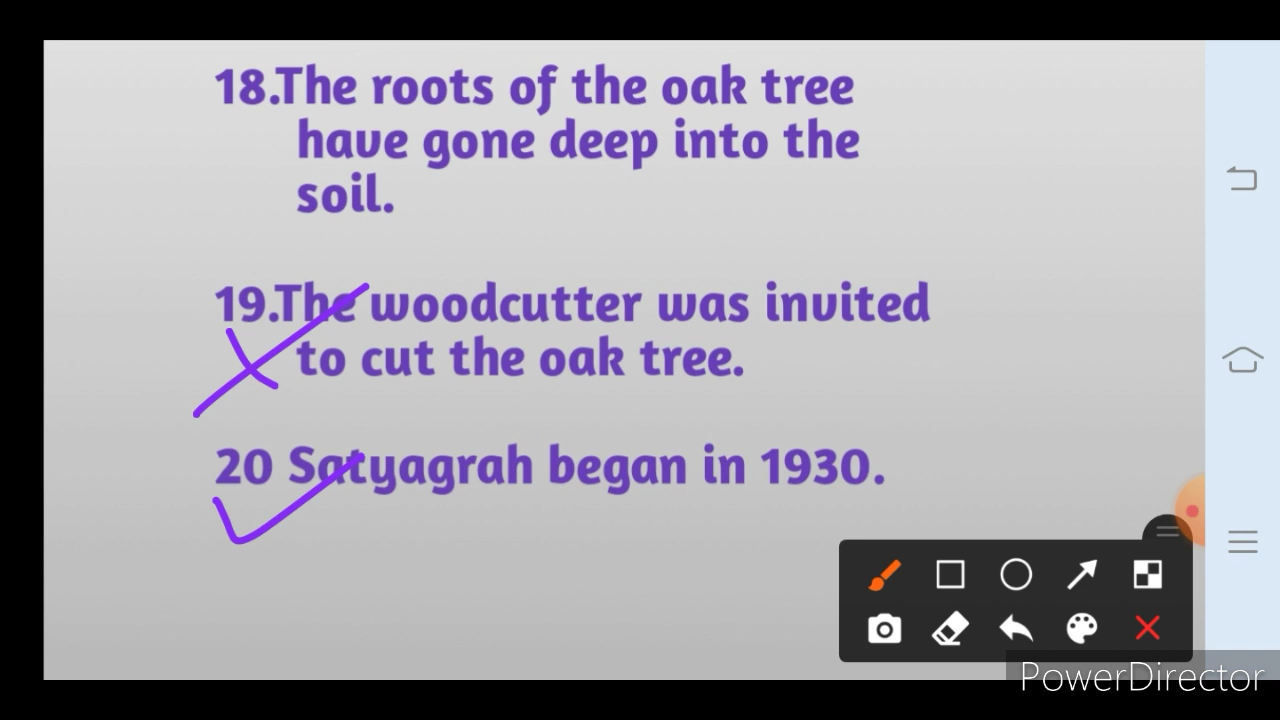 18.The roots of the oak tree
have gone deep into the
soil.
19.The woodcutter was invited
to cut the oak tree.
20 Satyagrah began in 1930.
PowerDirector